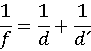 1/f = 1/d + 1/d´